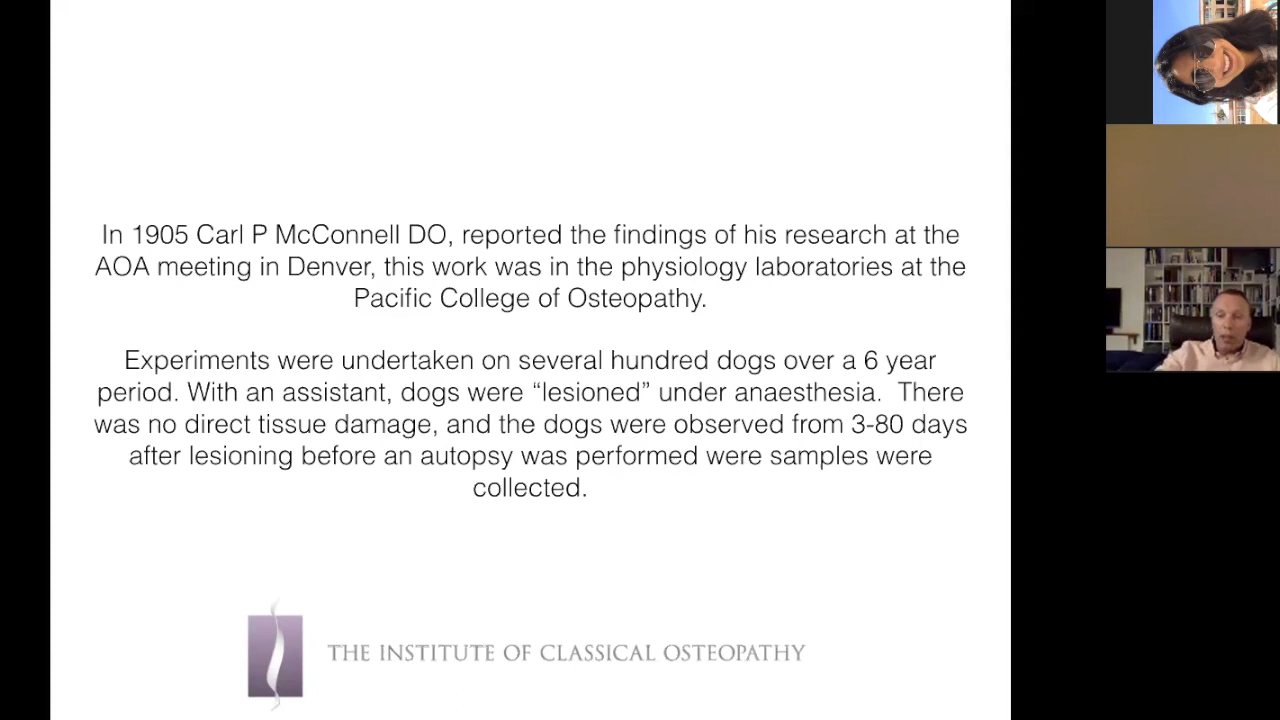 In 1905 Carl P McConnell DO, reported the findings of his research at the
AOA meeting in Denver, this work was in the physiology laboratories at the
Pacific College of Osteopathy.
Experiments were undertaken on several hundred dogs over a 6 year
period. With an assistant, dogs were “lesioned” under anaesthesia.  There
was no direct tissue damage, and the dogs were observed from 3-80 days
after lesioning before an autopsy was performed were samples were
collected.
THE INSTITUTE OF CLASSICAL OSTEOPATHY